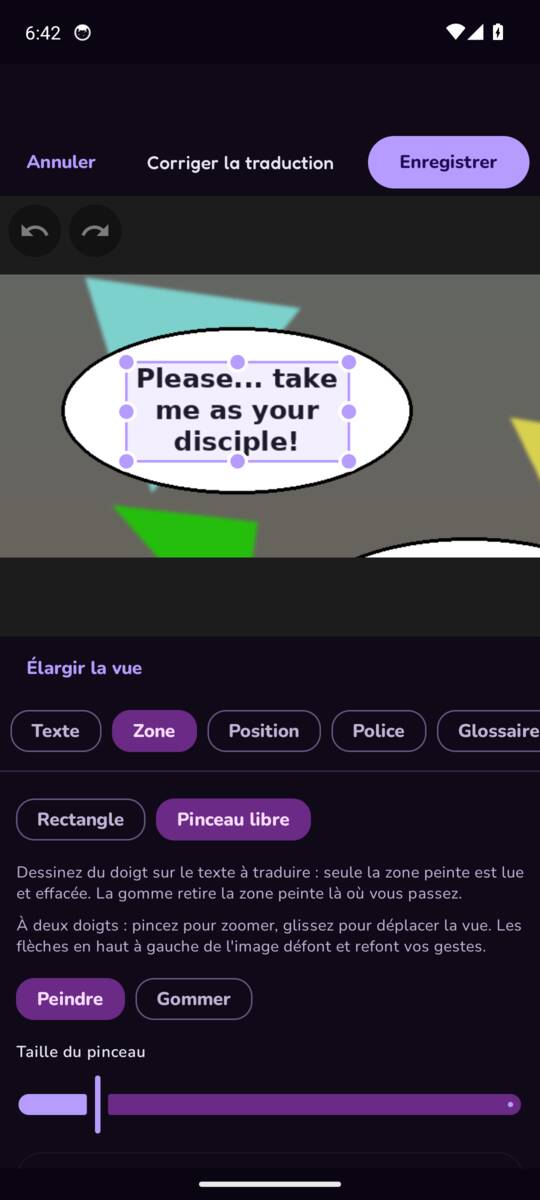 6:42
Annuler
Corriger la traduction
Enregistrer
Please... take
me as your
disciple!
Élargir la vue
Texte
Zone
Position
Police
Glossaire
Rectangle
Pinceau libre
Dessinez du doigt sur le texte à traduire : seule la zone peinte est lue
et effacée. La gomme retire la zone peinte là où vous passez.
À deux doigts : pincez pour zoomer, glissez pour déplacer la vue. Les
flèches en haut à gauche de l'image défont et refont vos gestes.
Peindre
Gommer
Taille du pinceau